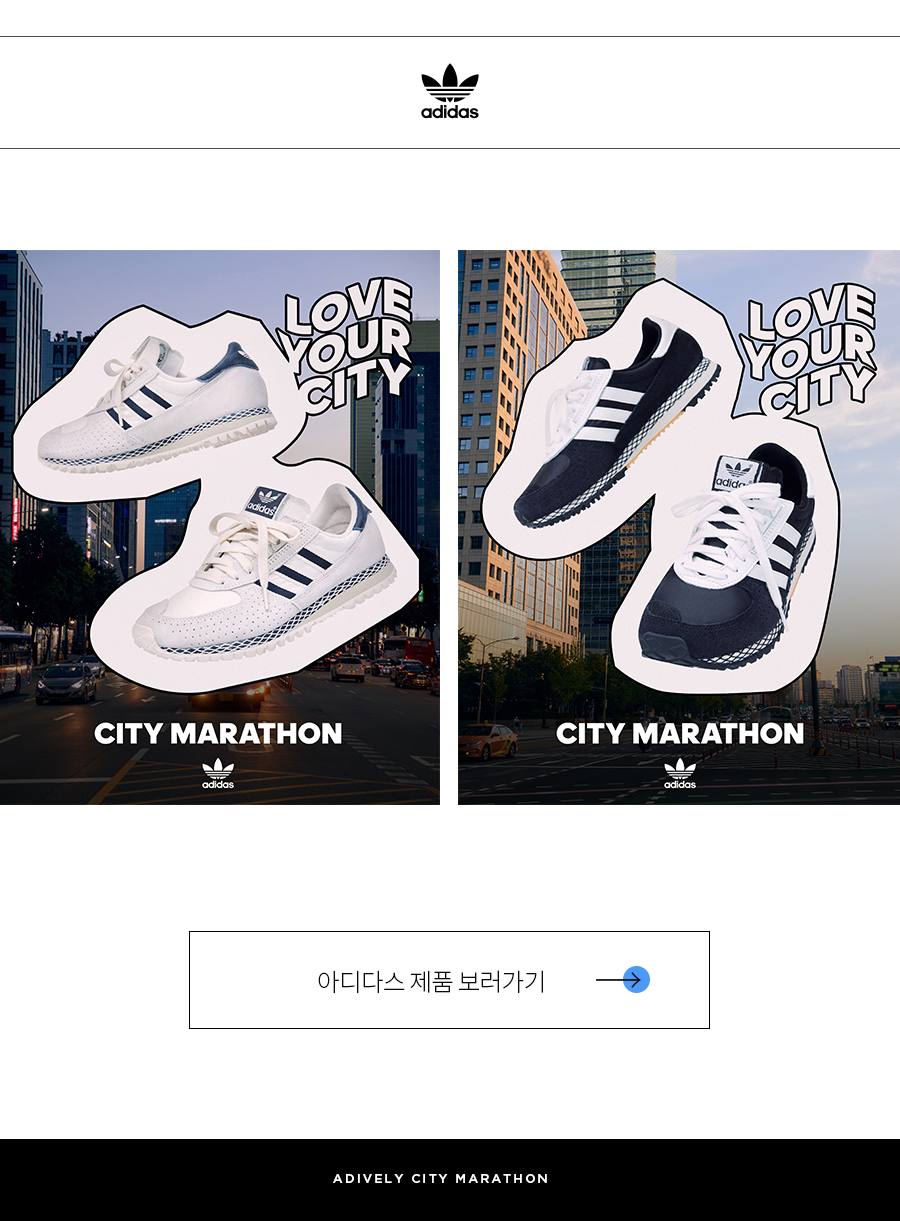 adidas
LOVE
YOUR
CITY
adidas
CITY MARATHON
adidas
LOVE
YOUR
CITY
adidas
CITY MARATHON
adidas
아디다스 제품 보러가기
ADIVELY CITY MARATHON